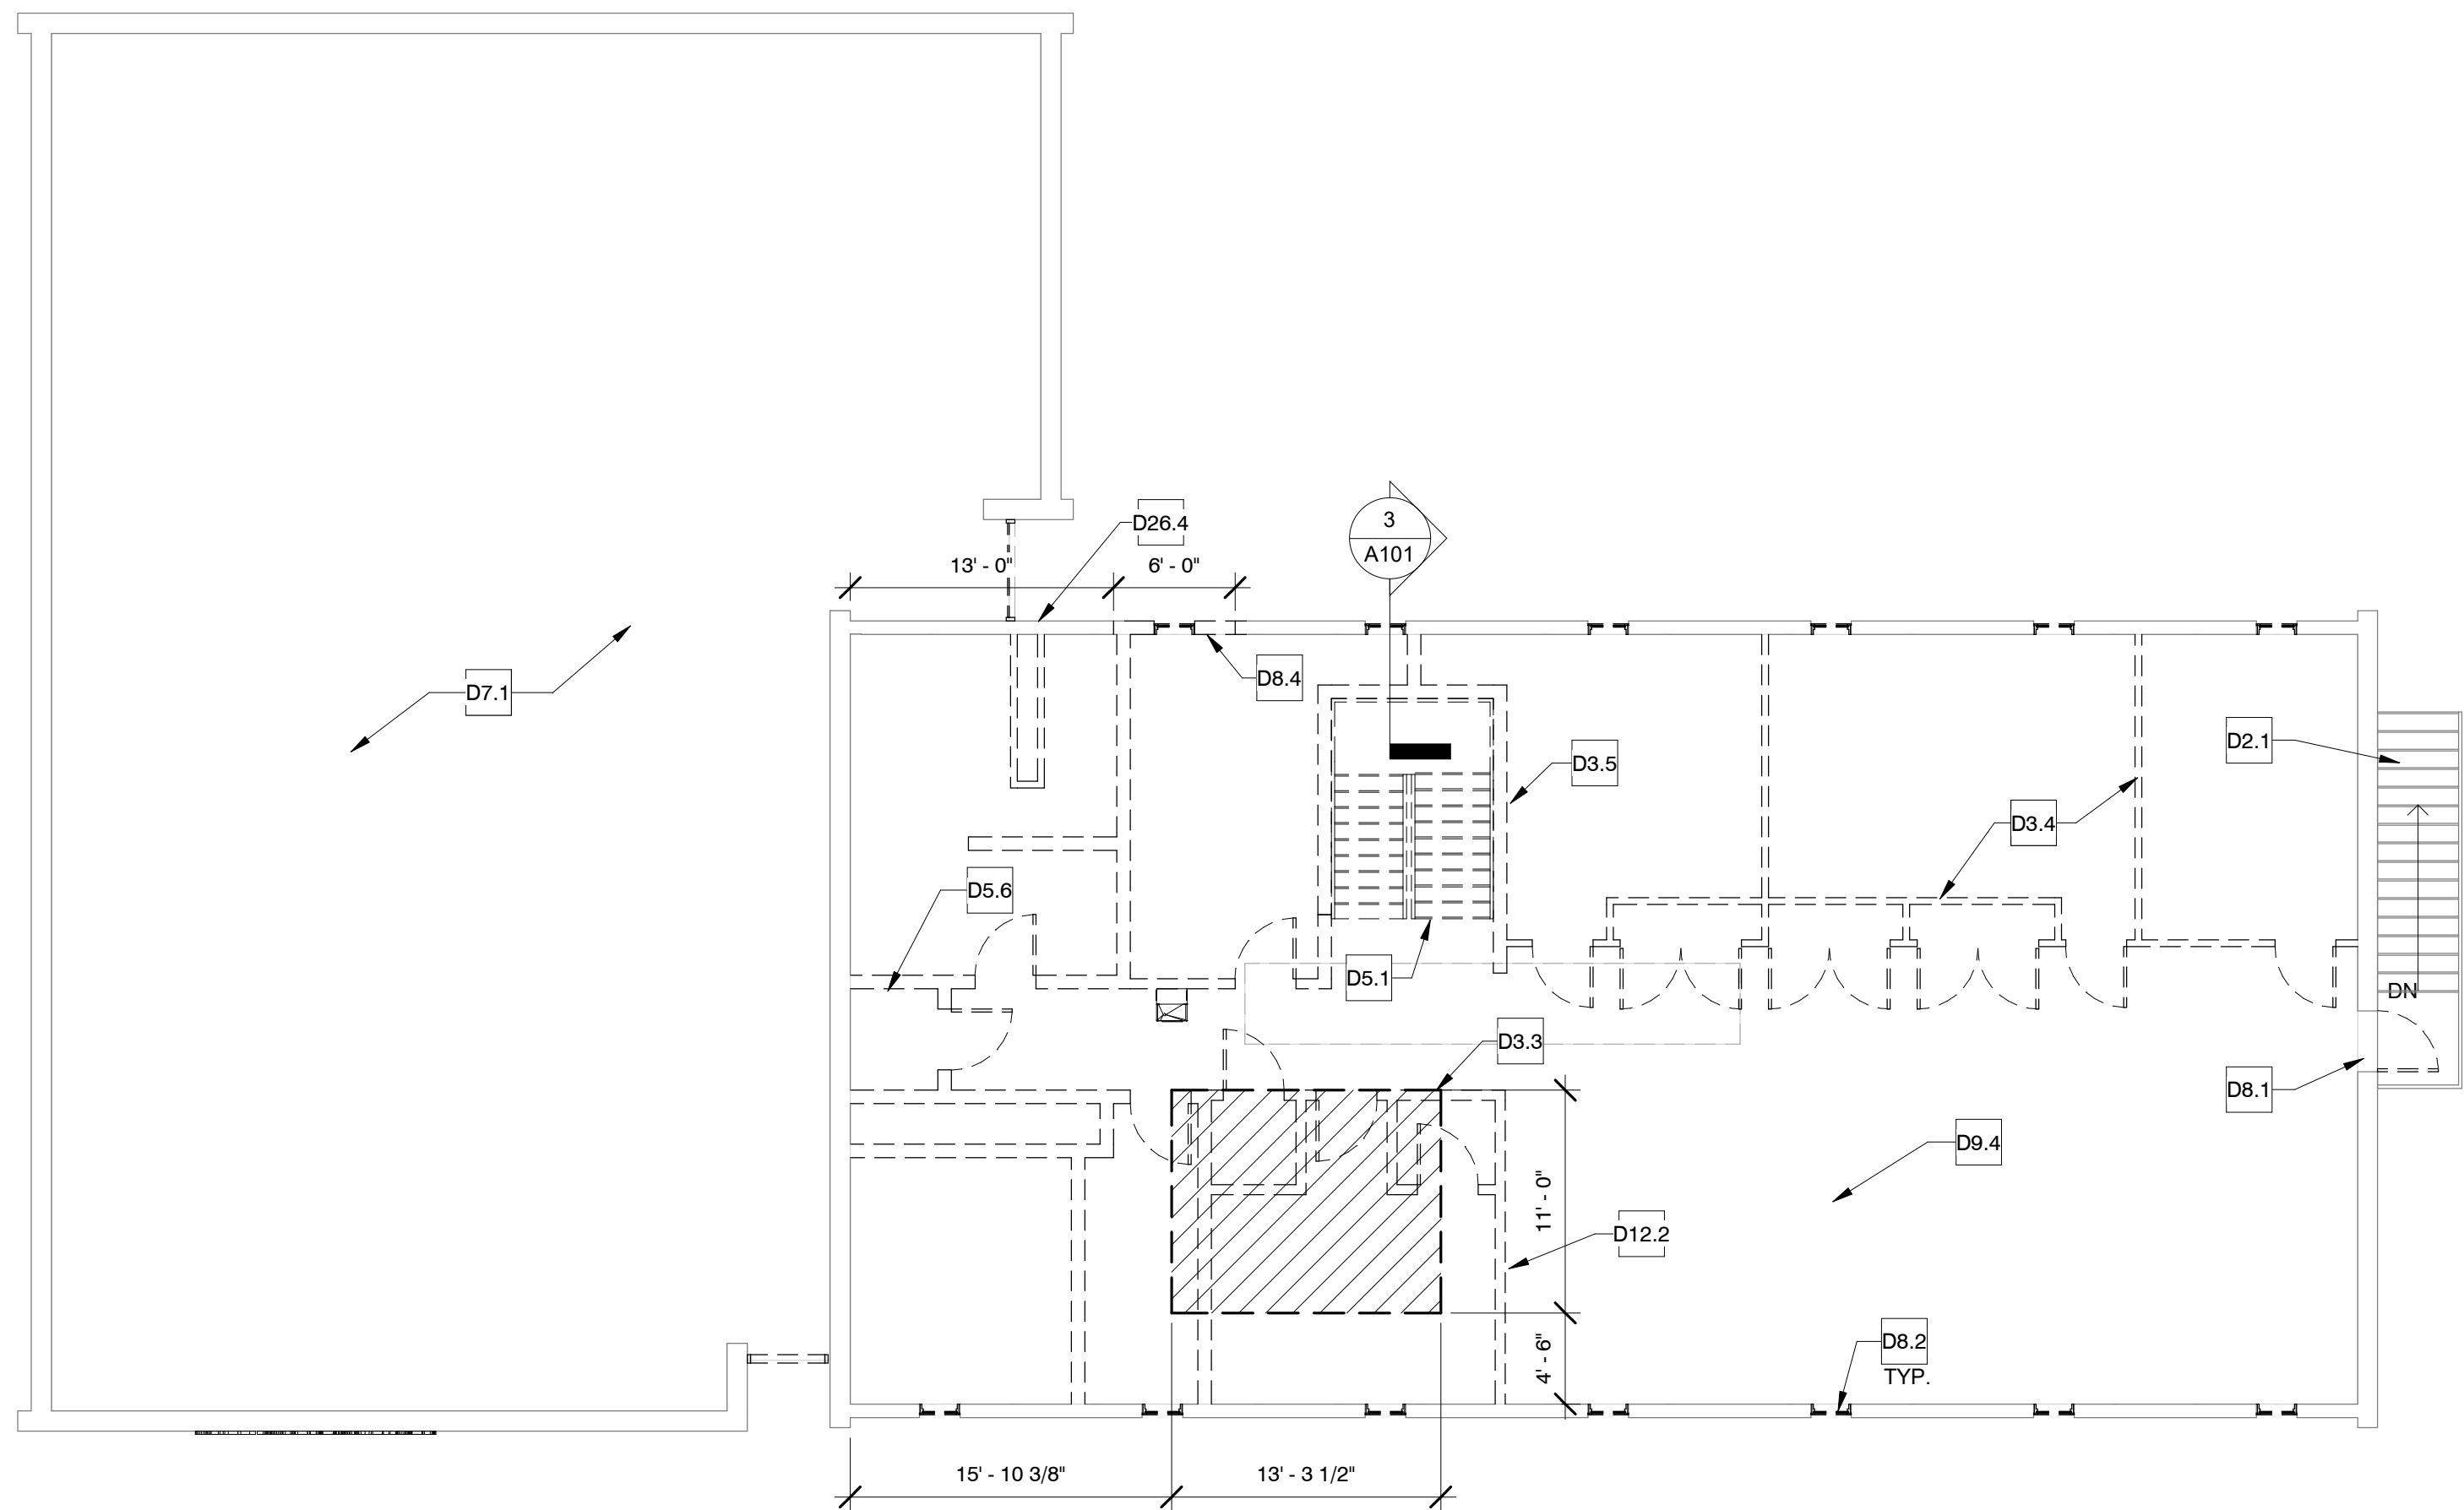 3
A101
D26.4
13' - 0"
6' - 0"
D8.4
D7.1
D2.1
D3.5
D3.4
D5.6
D5.1
DN
D3.3
D8.1
D9.4
11' - 0"
D12.2
4' - 6"
D8.2
TYP.
15' - 10 3/8"
13' - 3 1/2"